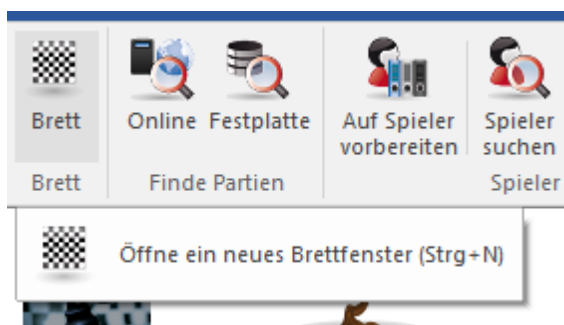 Brett
Online Festplatte
Auf Spieler
vorbereiten
Spieler
suchen
Brett
Finde Partien
Spieler
Öffne ein neues Brettfenster (Strg+N)